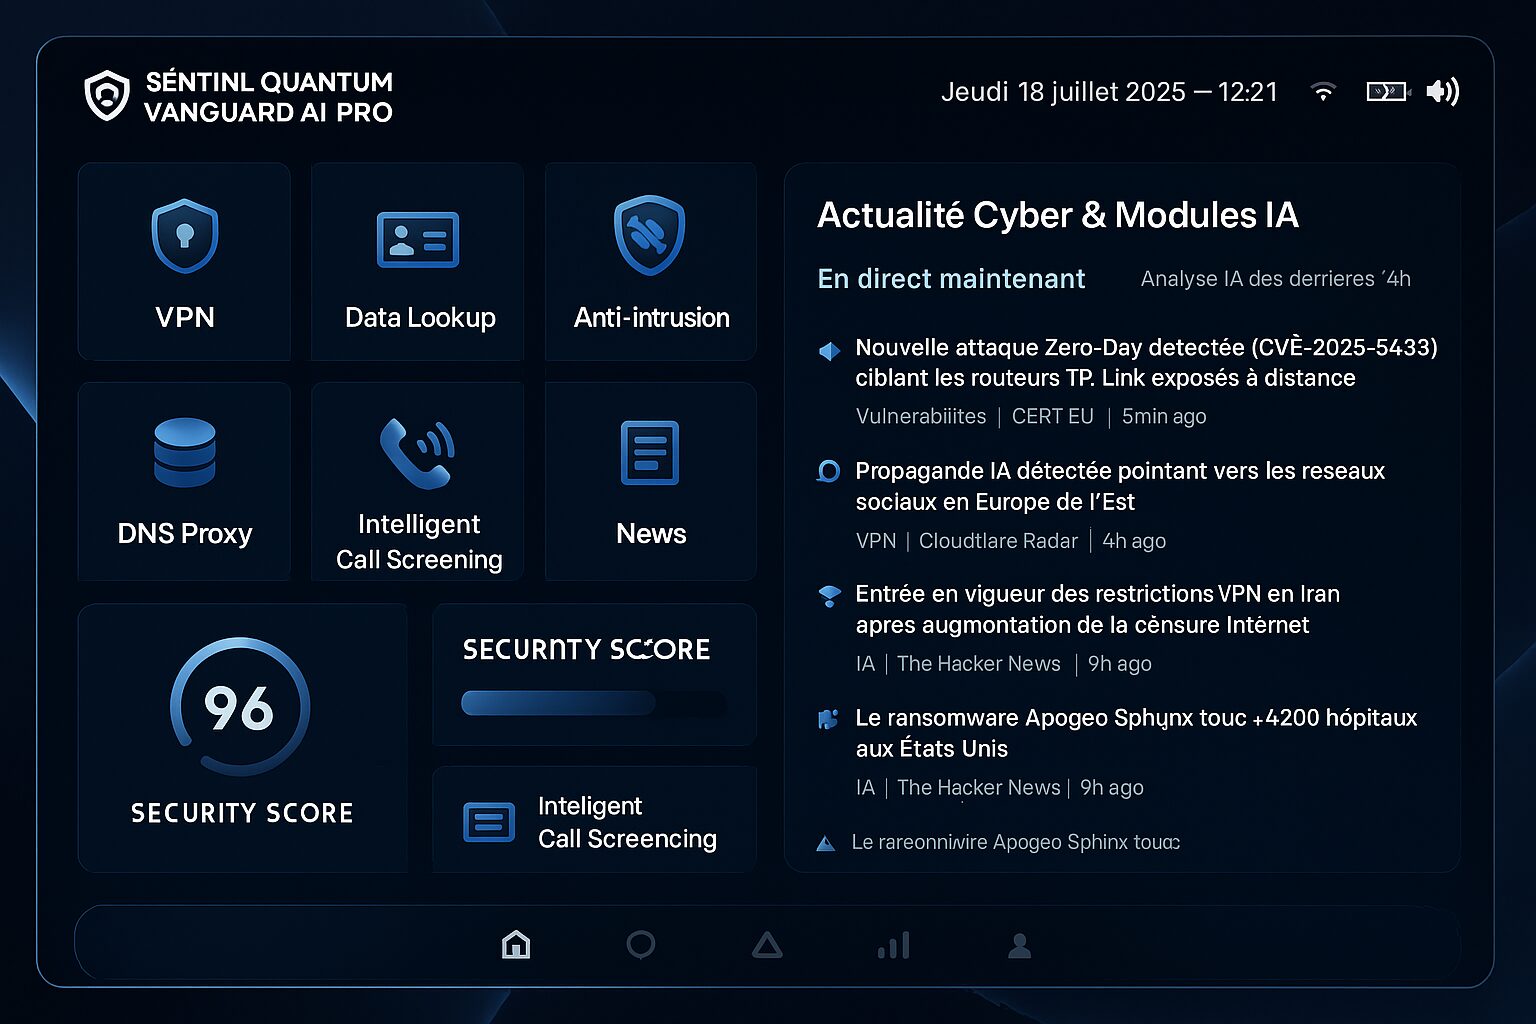 SÉNTINL QUANTUM
VANGUARD AI PRO
Jeudi 18 juillet 2025 — 12:21
VPN
Data Lookup
Anti-intrusion
DNS Proxy
Intelligent
Call Screening
News
96
SECURITY SCORE
SECURNTY SCORE
Inteligent
Call Screencing
Actualité Cyber & Modules IA
En direct maintenant
Analyse IA des derrieres ’4h
Nouvelle attaque Zero-Day detectée (CVÈ-2025-5433)
ciblant les routeurs TP. Link exposés à distance
Vulnerabiiites | CERT EU | 5min ago
Propagande IA détectée pointant vers les reseaux
sociaux en Europe de l’Est
VPN | Cloudtlare Radar | 4h ago
Entrée en vigueur des restrictions VPN en Iran
apres augmontation de la cènsure Intèrnet
IA | The Hacker News | 9h ago
Le ransomware Apogeo Sphynx touc +4200 hópitaux
aux États Unis
IA | The Hacker News | 9h ago
Le Apogeo Sphinx